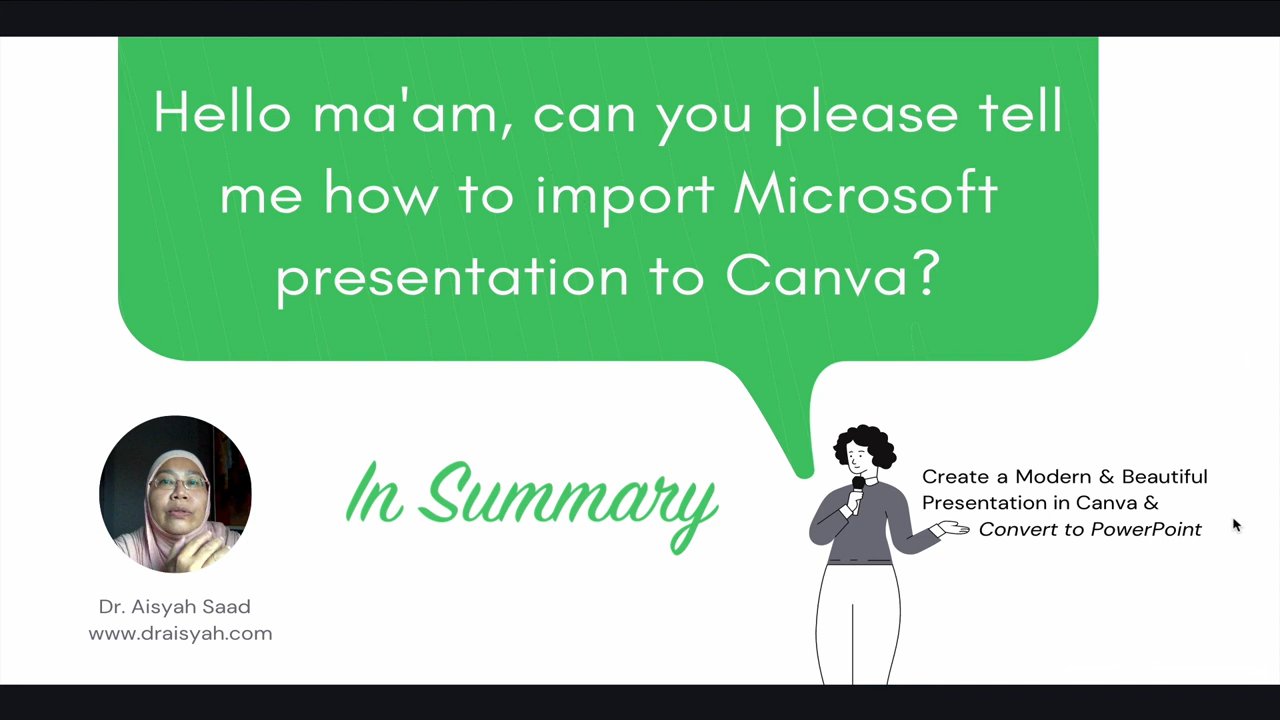 Hello ma'am, can you please tell
me how to import Microsoft
presentation to Canva?
In Summary
Create a Modern & Beautiful
Presentation in Canva &
Convert to PowerPoint
Dr. Aisyah Saad
www.draisyah.com